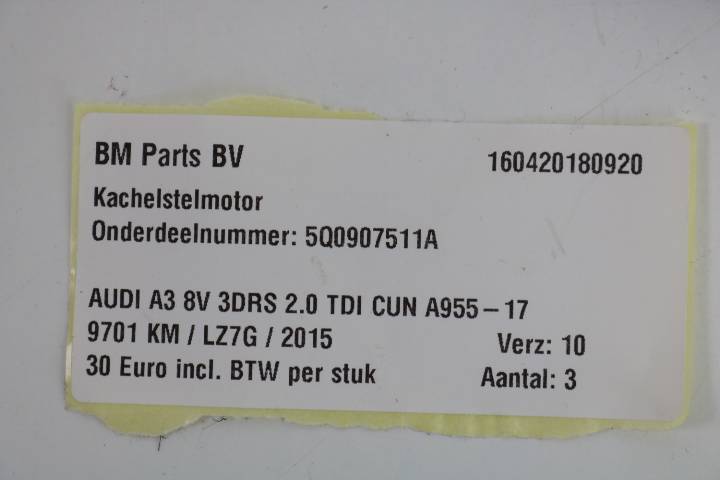 BM Parts BV 160420180920
Kachelstelmotor
Onderdeelnummer: 5Q0907511A
AUDI A3 8V 3DRS 2.0 TDI CUN A955-17
9701 KM / LZ7G / 2015 Verz: 10
30 Euro incl. BTW per stuk Aantal: 3